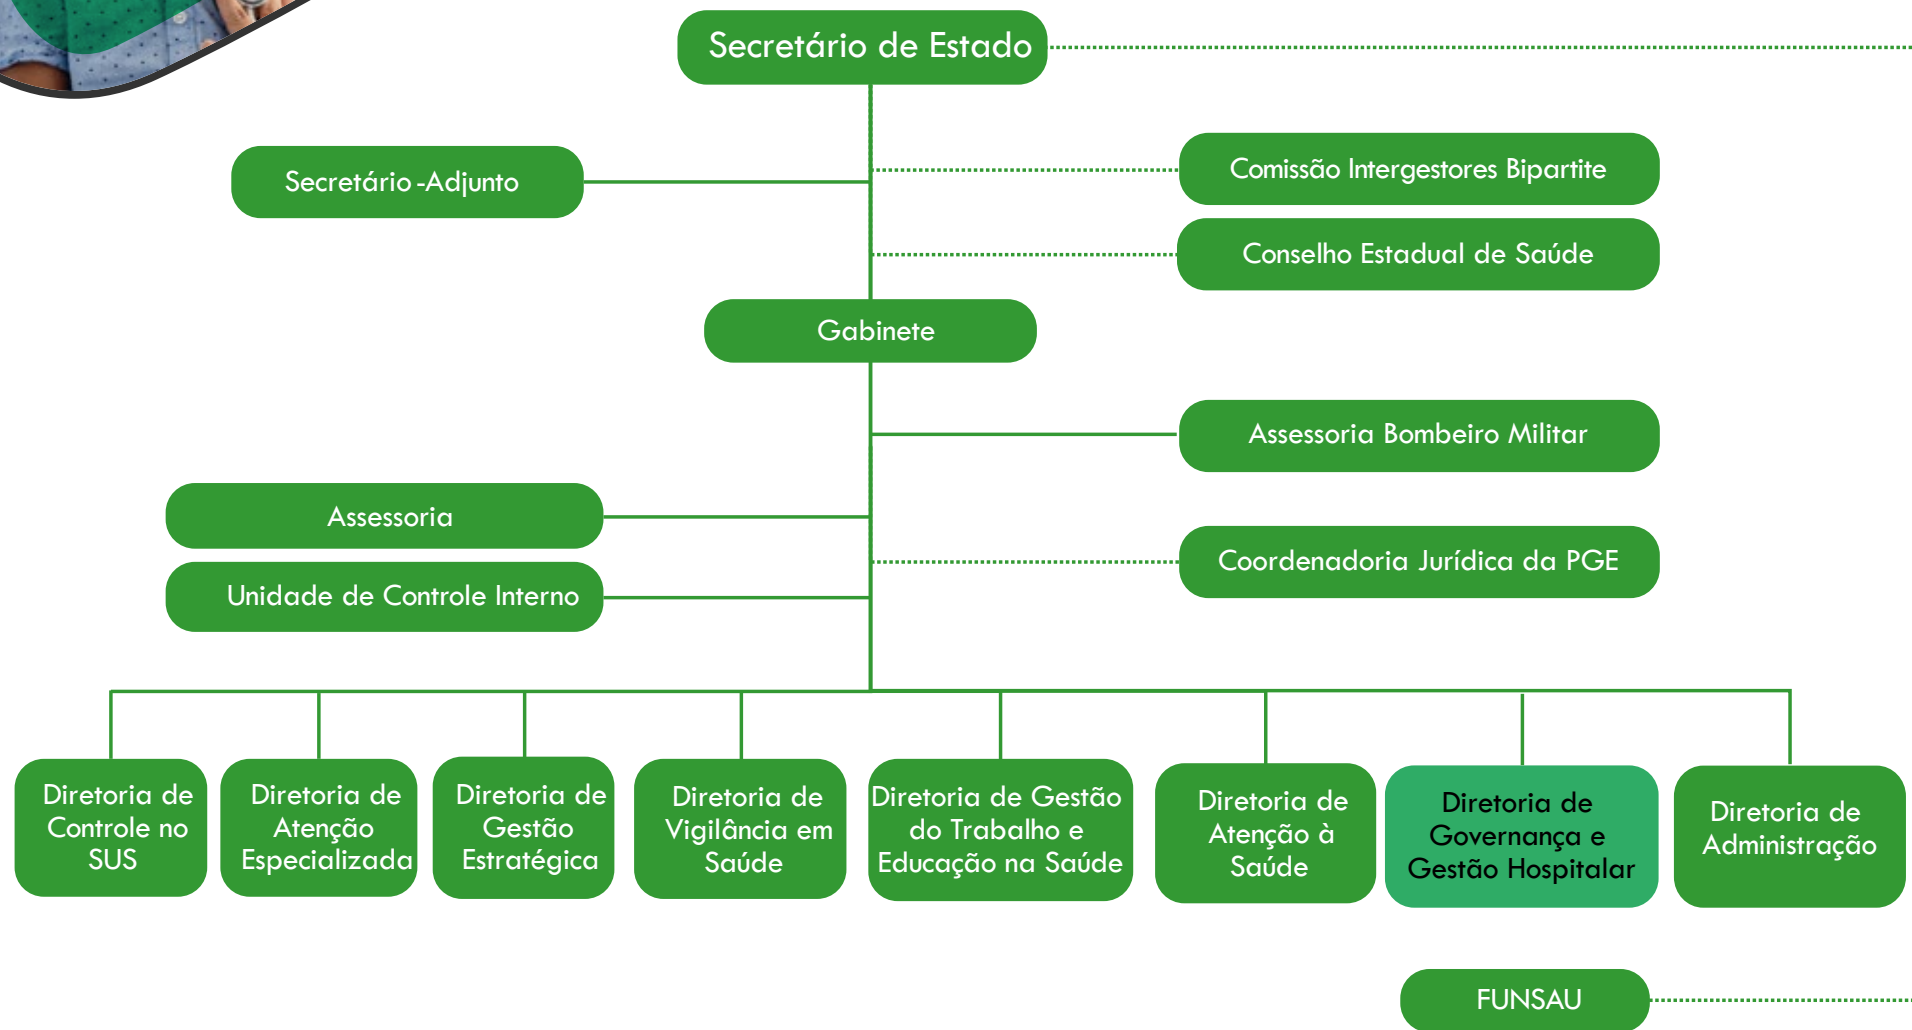 Secretário de Estado
Comissão Intergestores Bipartite
Secretário-Adjunto
Conselho Estadual de Saúde
Gabinete
Assessoria Bombeiro Militar
Assessoria
Coordenadoria Jurídica da PGE
Unidade de Controle Interno
Diretoria de
Controle no
SUS
Diretoria de
Atenção
Especializada
Diretoria de
Gestão
Estratégica
Diretoria de
Vigilância em
Saúde
Diretoria de Gestão
do Trabalho e
Educação na Saúde
Diretoria de
Atenção à
Saúde
Diretoria de
Governança e
Gestão Hospitalar
Diretoria de
Administração
FUNSAU